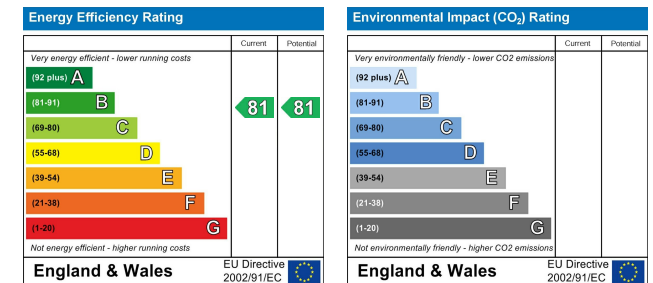 Energy Efficiency Rating
Current Potential
Very energy efficient - lower running costs
(92 plus) A
(81-91) B
81 81
(69-80) C
(55-68) D
(39-54) E
(21-38) F
(1-20) G
Not energy efficient - higher running costs
England & Wales
EU Directive
2002/91/EC
Environmental Impact (CO₂) Rating
Current Potential
Very environmentally friendly - lower CO2 emissions
(92 plus) A
(81-91) B
(69-80) C
(55-68) D
(39-54) E
(21-38) F
(1-20) G
Not environmentally friendly - higher CO2 emissions
England & Wales
EU Directive
2002/91/EC